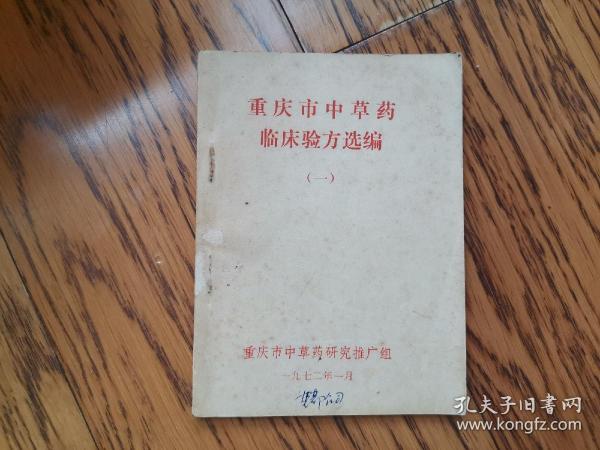 重庆市中草药
临床验方选编
（一）
重庆市中草药研究推广组
一九七二年一月
孔夫子旧书网
www.kongfz.com